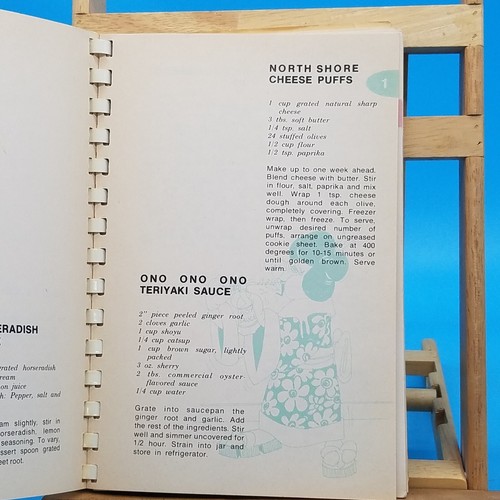 ERADISH
rated horseradish
ream
on juice
h. Pepper, salt and
am slightly, stir in
orseradish, lemon
seasoning. To vary,
ssert spoon grated
eet root.
NORTH SHORE
CHEESE PUFFS
1
1 cup grated natural sharp
cheese
3 tbs. soft butter
1/4 tsp. salt
24 stuffed olives
1/2 cup flour
1/2 tsp. paprika
Make up to one week ahead.
Blend cheese with butter. Stir
in flour, salt, paprika and mix
well. Wrap 1 tsp. cheese
dough around each olive,
completely covering. Freezer
wrap, then freeze. To serve,
unwrap desired number of
puffs, arrange on ungreased
cookie sheet. Bake at 400
degrees for 10-15 minutes or
until golden brown. Serve
warm.
ONO ONO ONO
TERIYAKI SAUCE
2" piece peeled ginger root
2 cloves garlic
1 cup shoyu
1/4 cup catsup
1 cup brown sugar, lightly
packed
3 oz. sherry
2 tbs. commercial oyster
flavored sauce
1/4 cup water
Grate into saucepan the
ginger root and garlic. Add
the rest of the ingredients. Stir
well and simmer uncovered for
1/2 hour. Strain into jar and
store in refrigerator.